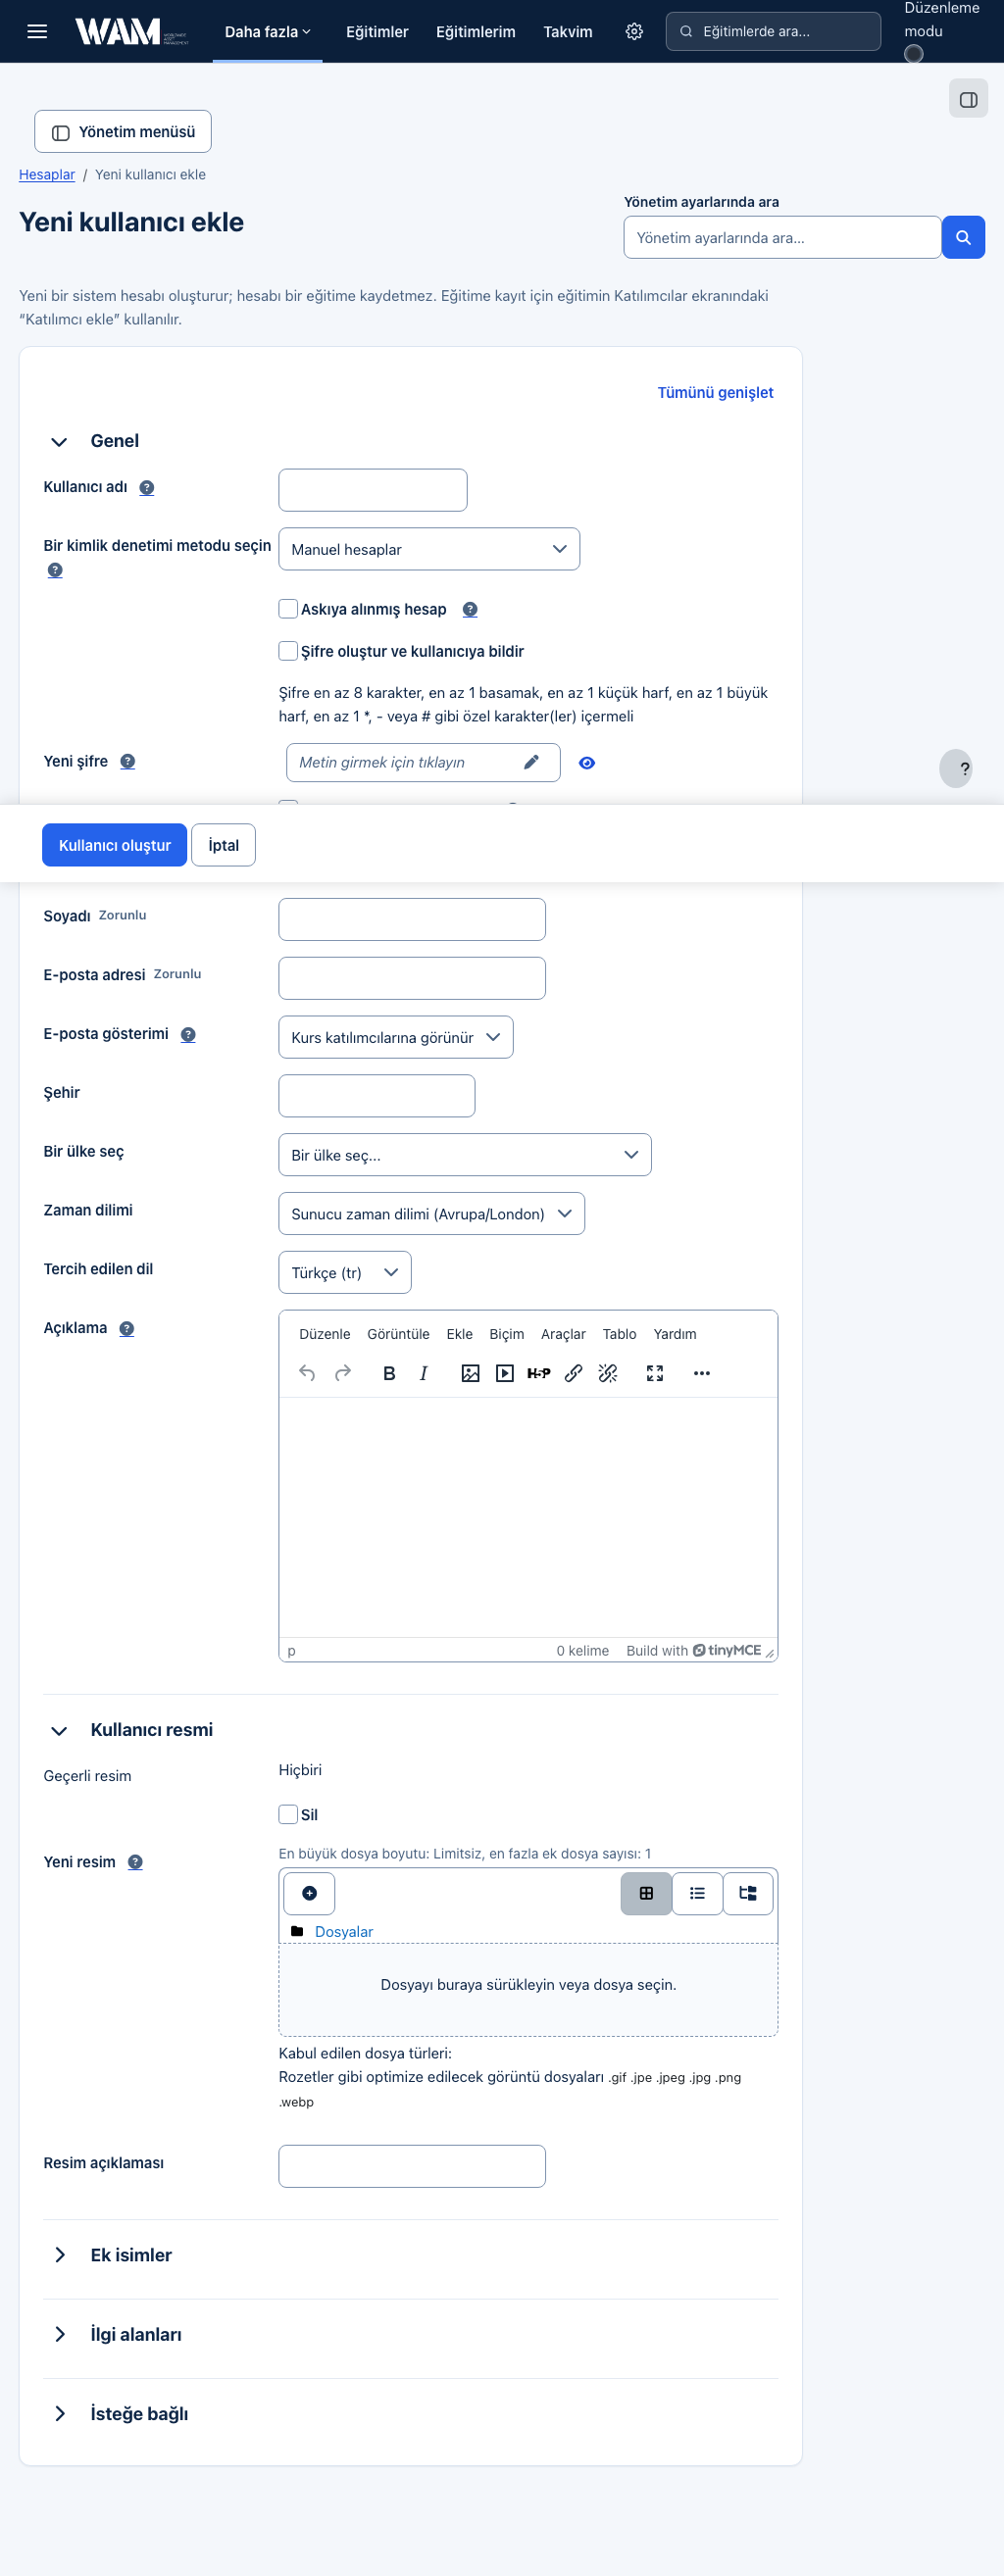 WAM
Daha fazla
Eğitimler
Eğitimlerim
Takvim
Eğitimlerde ara...
Düzenleme modu
Yönetim menüsü
Hesaplar / Yeni kullanıcı ekle
Yeni kullanıcı ekle
Yönetim ayarlarında ara
Yönetim ayarlarında ara...
Yeni bir sistem hesabı oluşturur; hesabı bir eğitime kaydetmez. Eğitime kayıt için eğitimin Katılımcılar ekranındaki
“Katılımcı ekle” kullanılır.
Tümünü genişlet
Genel
Kullanıcı adı ?
Bir kimlik denetimi metodu seçin ?
Manuel hesaplar
Askıya alınmış hesap ?
Şifre oluştur ve kullanıcıya bildir
Şifre en az 8 karakter, en az 1 basamak, en az 1 küçük harf, en az 1 büyük
harf, en az 1 *, - veya # gibi özel karakter(ler) içermeli
Yeni şifre ?
Metin girmek için tıklayın
?
Kullanıcı oluştur
İptal
Soyadı Zorunlu
E-posta adresi Zorunlu
E-posta gösterimi ?
Kurs katılımcılarına görünür
Şehir
Bir ülke seç
Bir ülke seç...
Zaman dilimi
Sunucu zaman dilimi (Avrupa/London)
Tercih edilen dil
Türkçe (tr)
Açıklama ?
Düzenle Görüntüle Ekle Biçim Araçlar Tablo Yardım
B I H5P
p
0 kelime
Build with tinyMCE
Kullanıcı resmi
Geçerli resim
Hiçbiri
Sil
Yeni resim ?
En büyük dosya boyutu: Limitsiz, en fazla ek dosya sayısı: 1
Dosyalar
Dosyayı buraya sürükleyin veya dosya seçin.
Kabul edilen dosya türleri:
Rozetler gibi optimize edilecek görüntü dosyaları .gif .jpe .jpeg .jpg .png
.webp
Resim açıklaması
Ek isimler
İlgi alanları
İsteğe bağlı